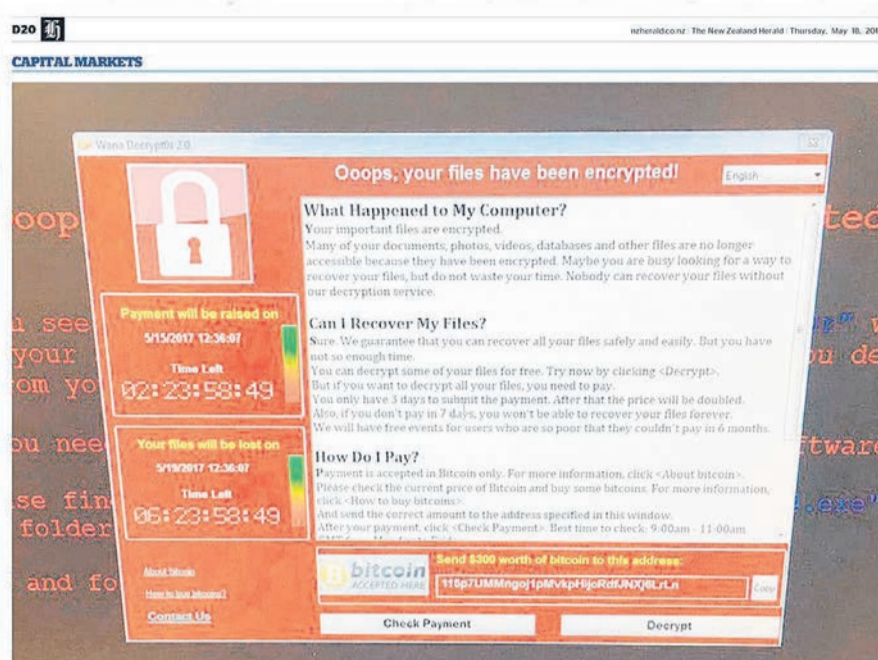 D20
nzherald.co.nz | The New Zealand Herald | Thursday, May 18, 201
CAPITAL MARKETS
Wana Decrypt0r 2.0
Ooops, your files have been encrypted!
English
What Happened to My Computer?
Your important files are encrypted.
Many of your documents, photos, videos, databases and other files are no longer
accessible because they have been encrypted. Maybe you are busy looking for a way to
recover your files, but do not waste your time. Nobody can recover your files without
our decryption service.
Can I Recover My Files?
Sure. We guarantee that you can recover all your files safely and easily. But you have
not so enough time.
You can decrypt some of your files for free. Try now by clicking <Decrypt>.
But if you want to decrypt all your files, you need to pay.
You only have 3 days to submit the payment. After that the price will be doubled.
Also, if you don't pay in 7 days, you won't be able to recover your files forever.
We will have free events for users who are so poor that they couldn't pay in 6 months.
How Do I Pay?
Payment is accepted in Bitcoin only. For more information, click <About bitcoin>.
Please check the current price of Bitcoin and buy some bitcoins. For more information,
click <How to buy bitcoins>.
And send the correct amount to the address specified in this window.
After your payment, click <Check Payment>. Best time to check: 9:00am - 11:00am
Payment will be raised on
5/15/2017 12:36:07
Time Left
02:23:58:49
Your files will be lost on
5/19/2017 12:36:07
Time Left
06:23:58:49
About bitcoin
How to buy bitcoins?
Contact Us
bitcoin
ACCEPTED HERE
Send $300 worth of bitcoin to this address:
Copy
Check Payment
Decrypt
oop
ted
u see
your
om yo
ou de
ou nee
ftware
se fin
.exe"
folder
and fo